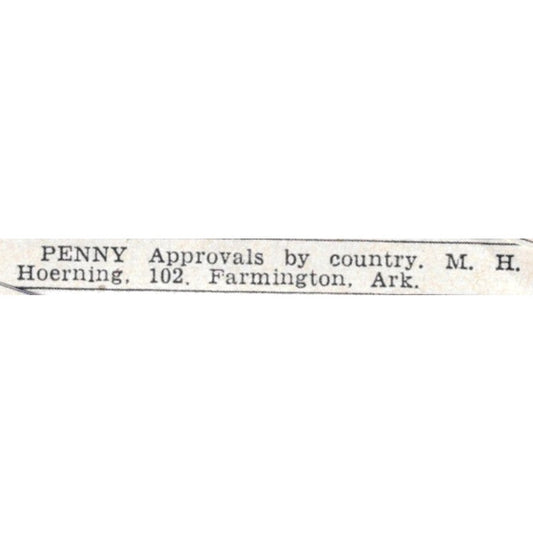 PENNY Approvals by country. M. H.
Hoerning, 102, Farmington, Ark.